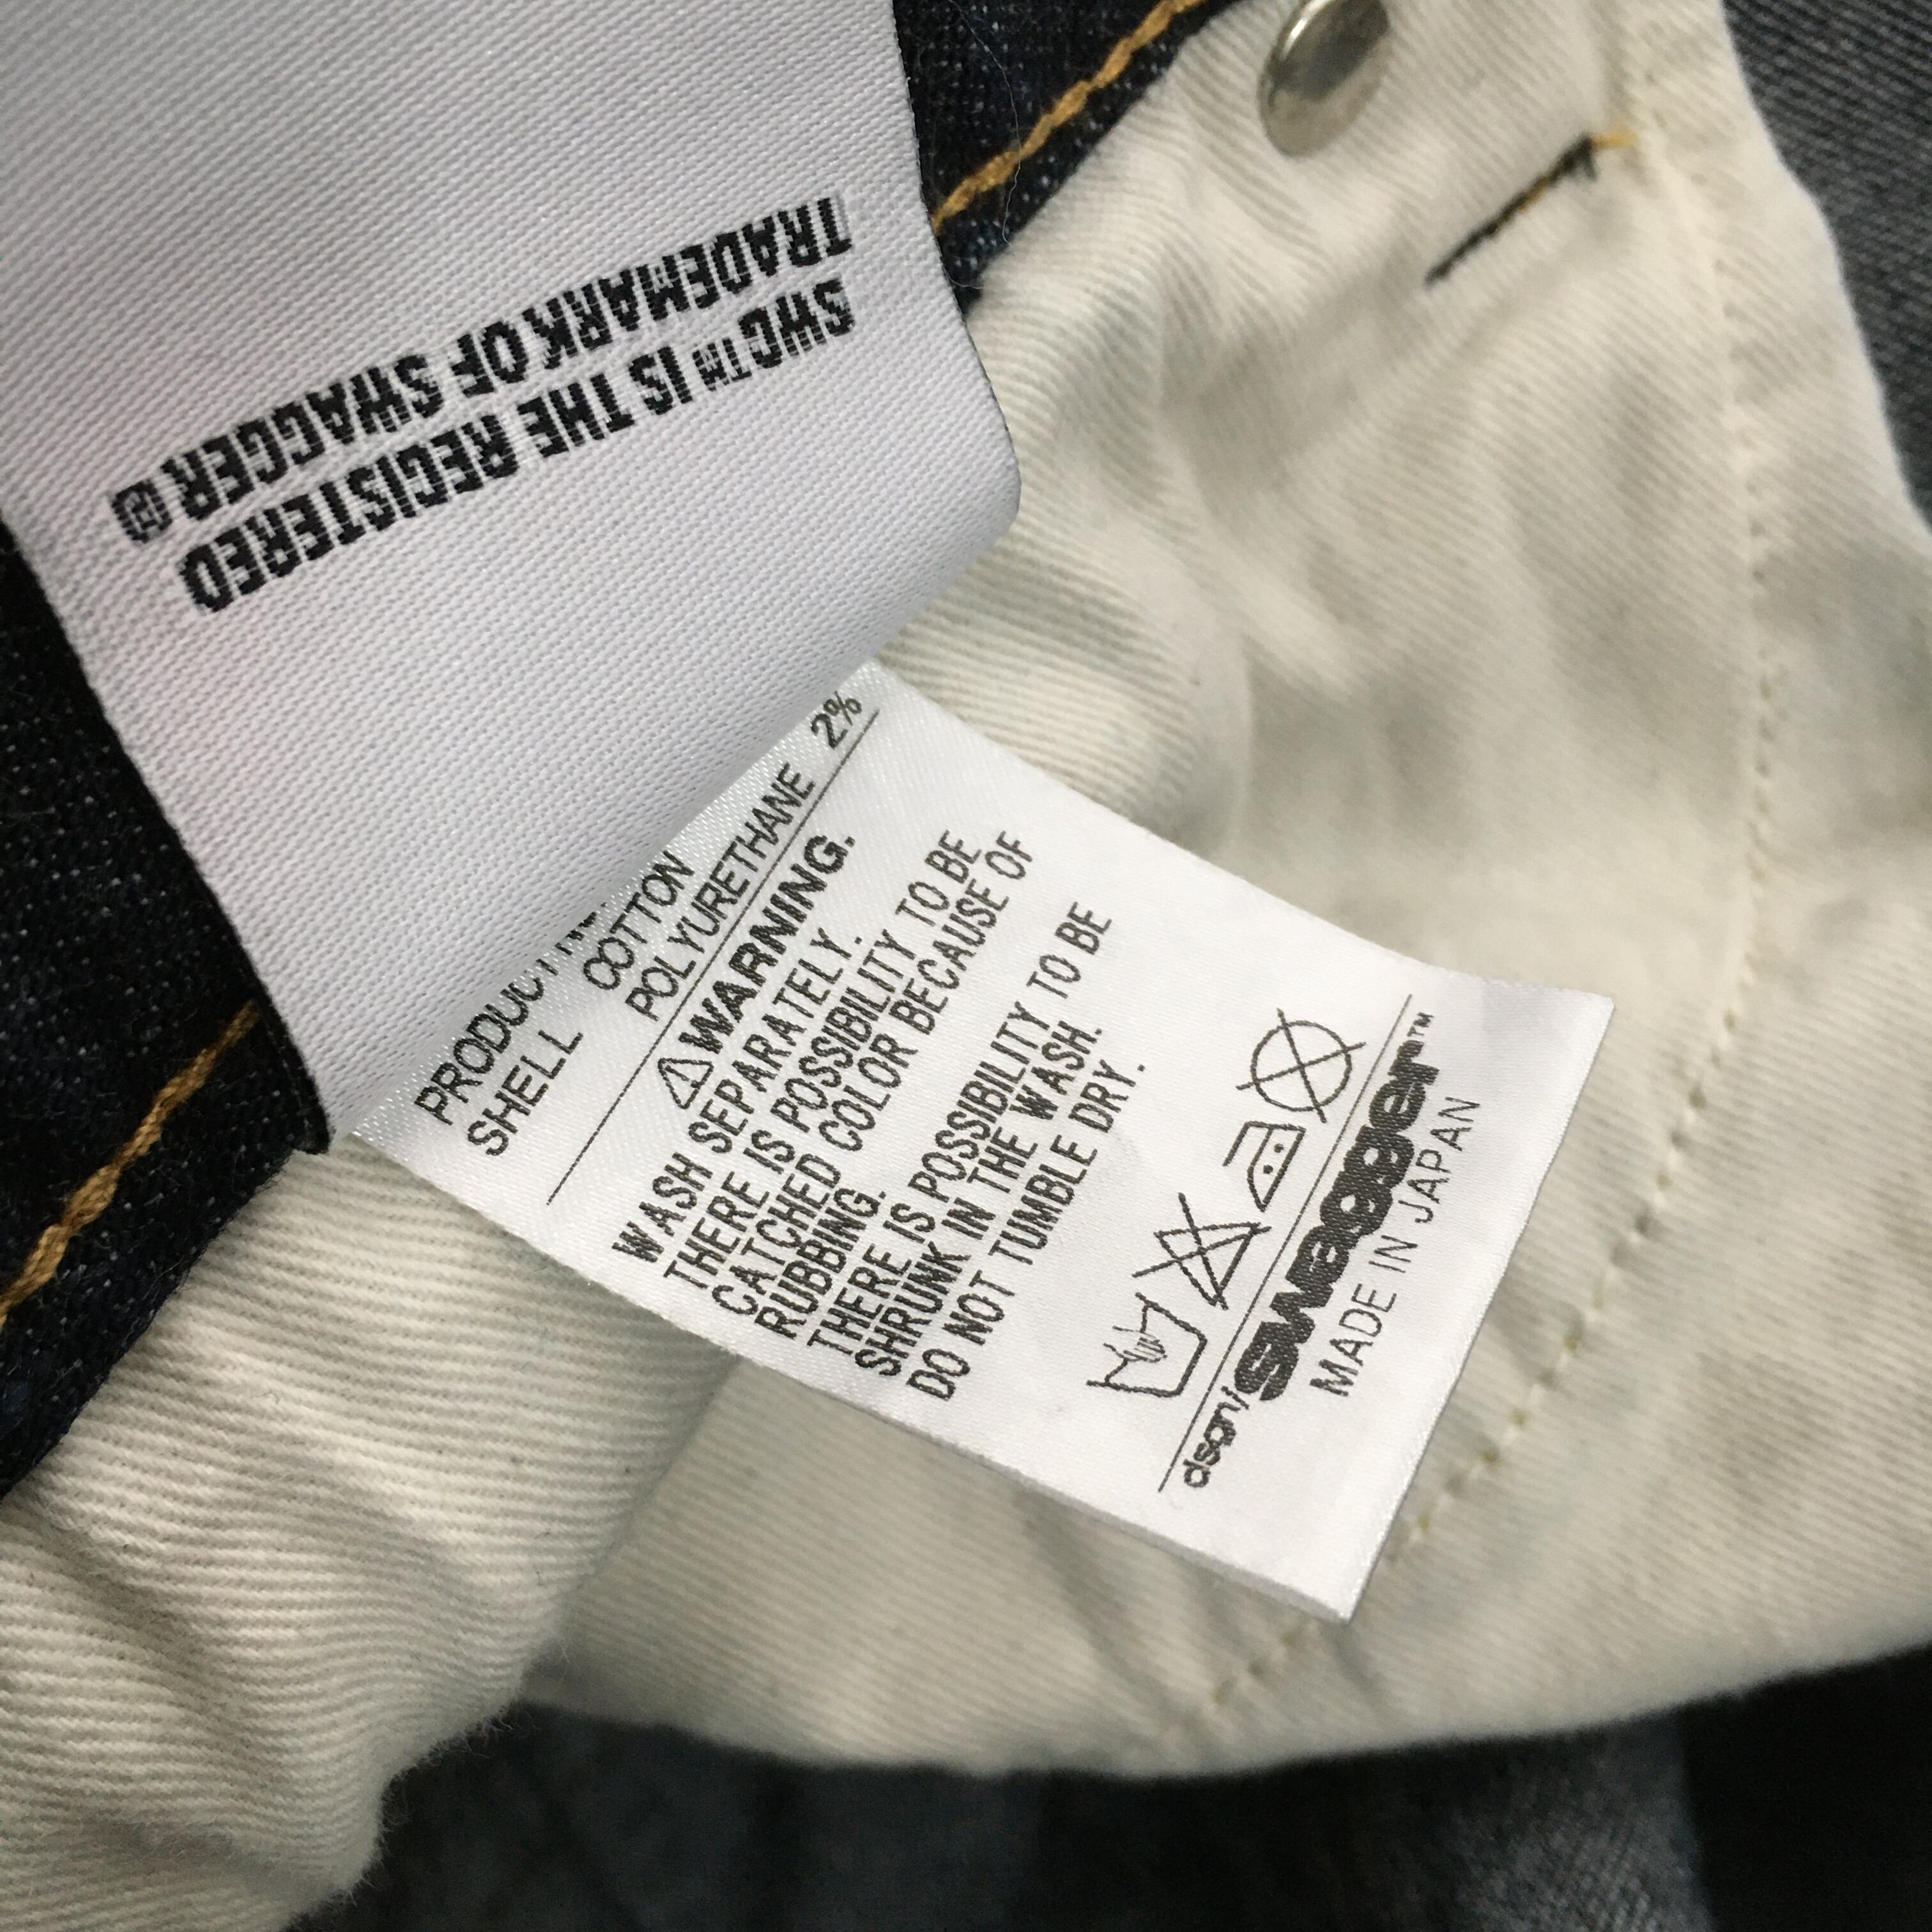 SWC™ IS THE REGISTERED
TRADEMARK OF SWAGGER ®
SHELL COTTON
POLYURETHANE 2%
⚠WARNING.
WASH SEPARATELY.
THERE IS POSSIBILITY TO BE
CATCHED COLOR BECAUSE OF
RUBBING.
THERE IS POSSIBILITY TO BE
SHRUNK IN THE WASH.
DO NOT TUMBLE DRY.
dsgn/swagger™
MADE IN JAPAN